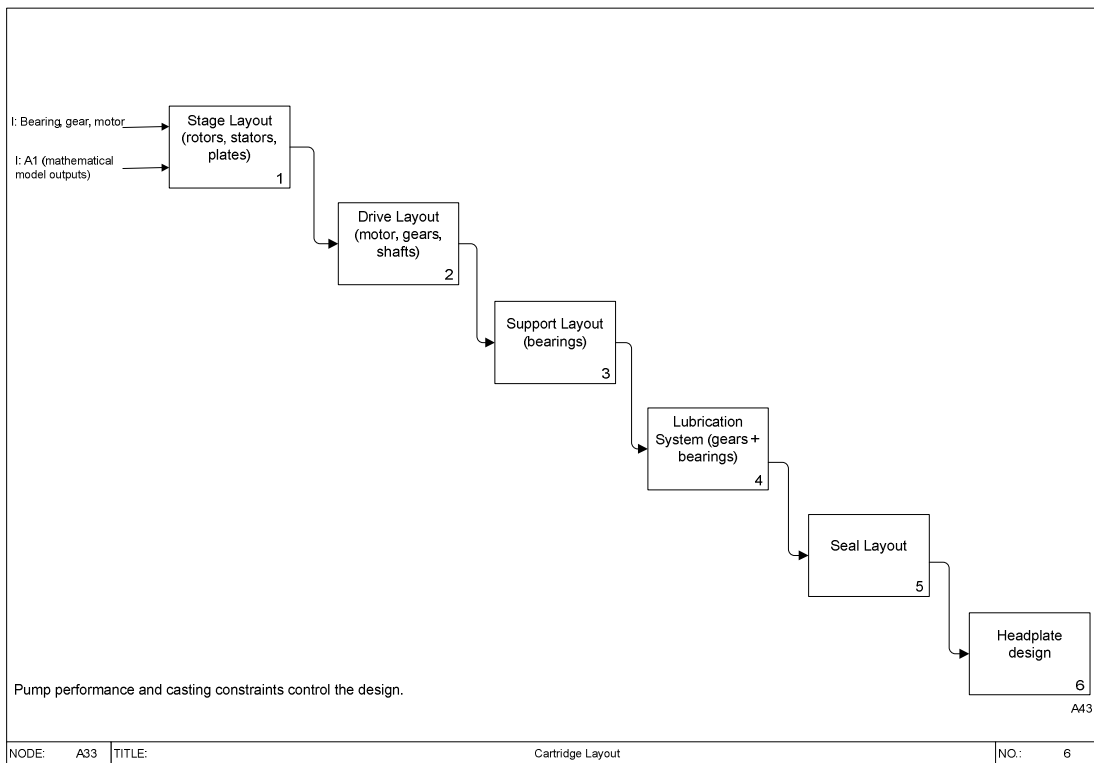 I: Bearing, gear, motor
I: A1 (mathematical
model outputs)
Stage Layout
(rotors, stators,
plates)
1
Drive Layout
(motor, gears,
shafts)
2
Support Layout
(bearings)
3
Lubrication
System (gears +
bearings)
4
Seal Layout
5
Headplate
design
6
A43
Pump performance and casting constraints control the design.
NODE: A33 TITLE: Cartridge Layout NO.: 6